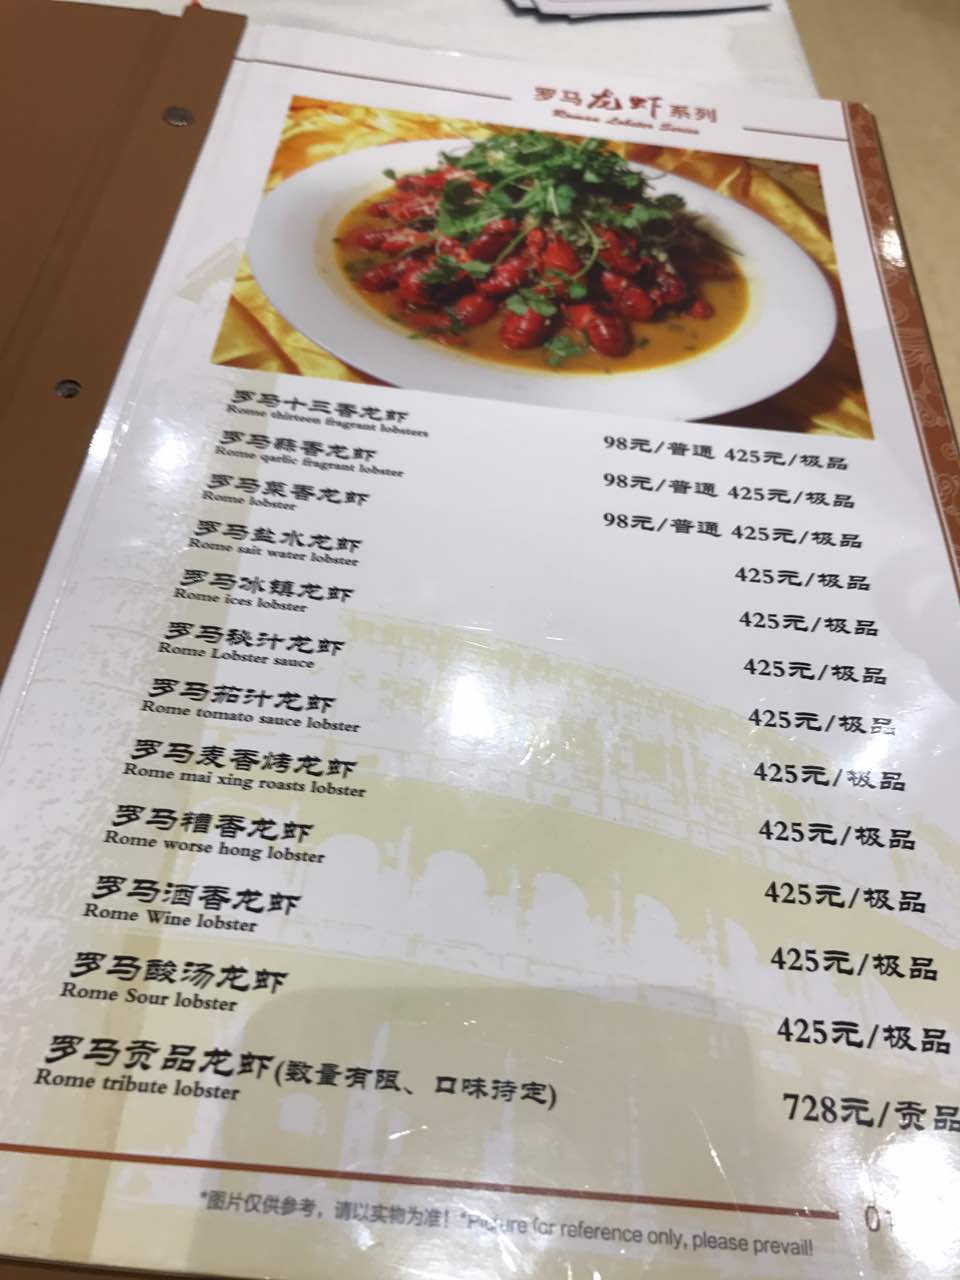 罗马龙虾系列
Roman Lobster Series
罗马十三香龙虾 98元/普通 425元/极品
Rome thirteen fragrant lobsters
罗马蒜香龙虾 98元/普通 425元/极品
Rome qarlic fragrant lobster
罗马菜香龙虾 98元/普通 425元/极品
Rome lobster
罗马盐水龙虾 425元/极品
Rome sait water lobster
罗马冰镇龙虾 425元/极品
Rome ices lobster
罗马秘汁龙虾 425元/极品
Rome Lobster sauce
罗马茄汁龙虾 425元/极品
Rome tomato sauce lobster
罗马麦香烤龙虾 425元/极品
Rome mai xing roasts lobster
罗马糟香龙虾 425元/极品
Rome worse hong lobster
罗马酒香龙虾 425元/极品
Rome Wine lobster
罗马酸汤龙虾 425元/极品
Rome Sour lobster
罗马贡品龙虾(数量有限、口味待定) 728元/贡品
Rome tribute lobster
*图片仅供参考，请以实物为准！*Picture for reference only, please prevail!